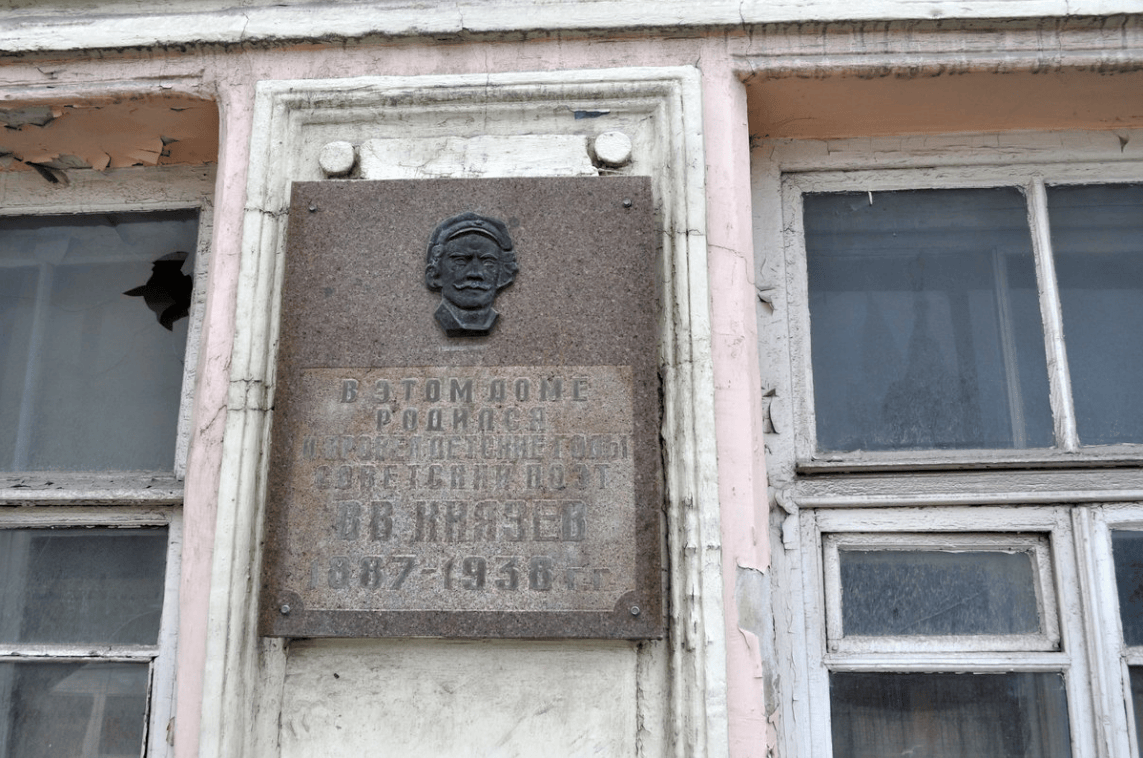 В ЭТОМ ДОМЕ
РОДИЛСЯ
И ПРОВЕЛ ДЕТСКИЕ ГОДЫ
СОВЕТСКИЙ ПОЭТ
В.В. КНЯЗЕВ
1887-1938 г.г.